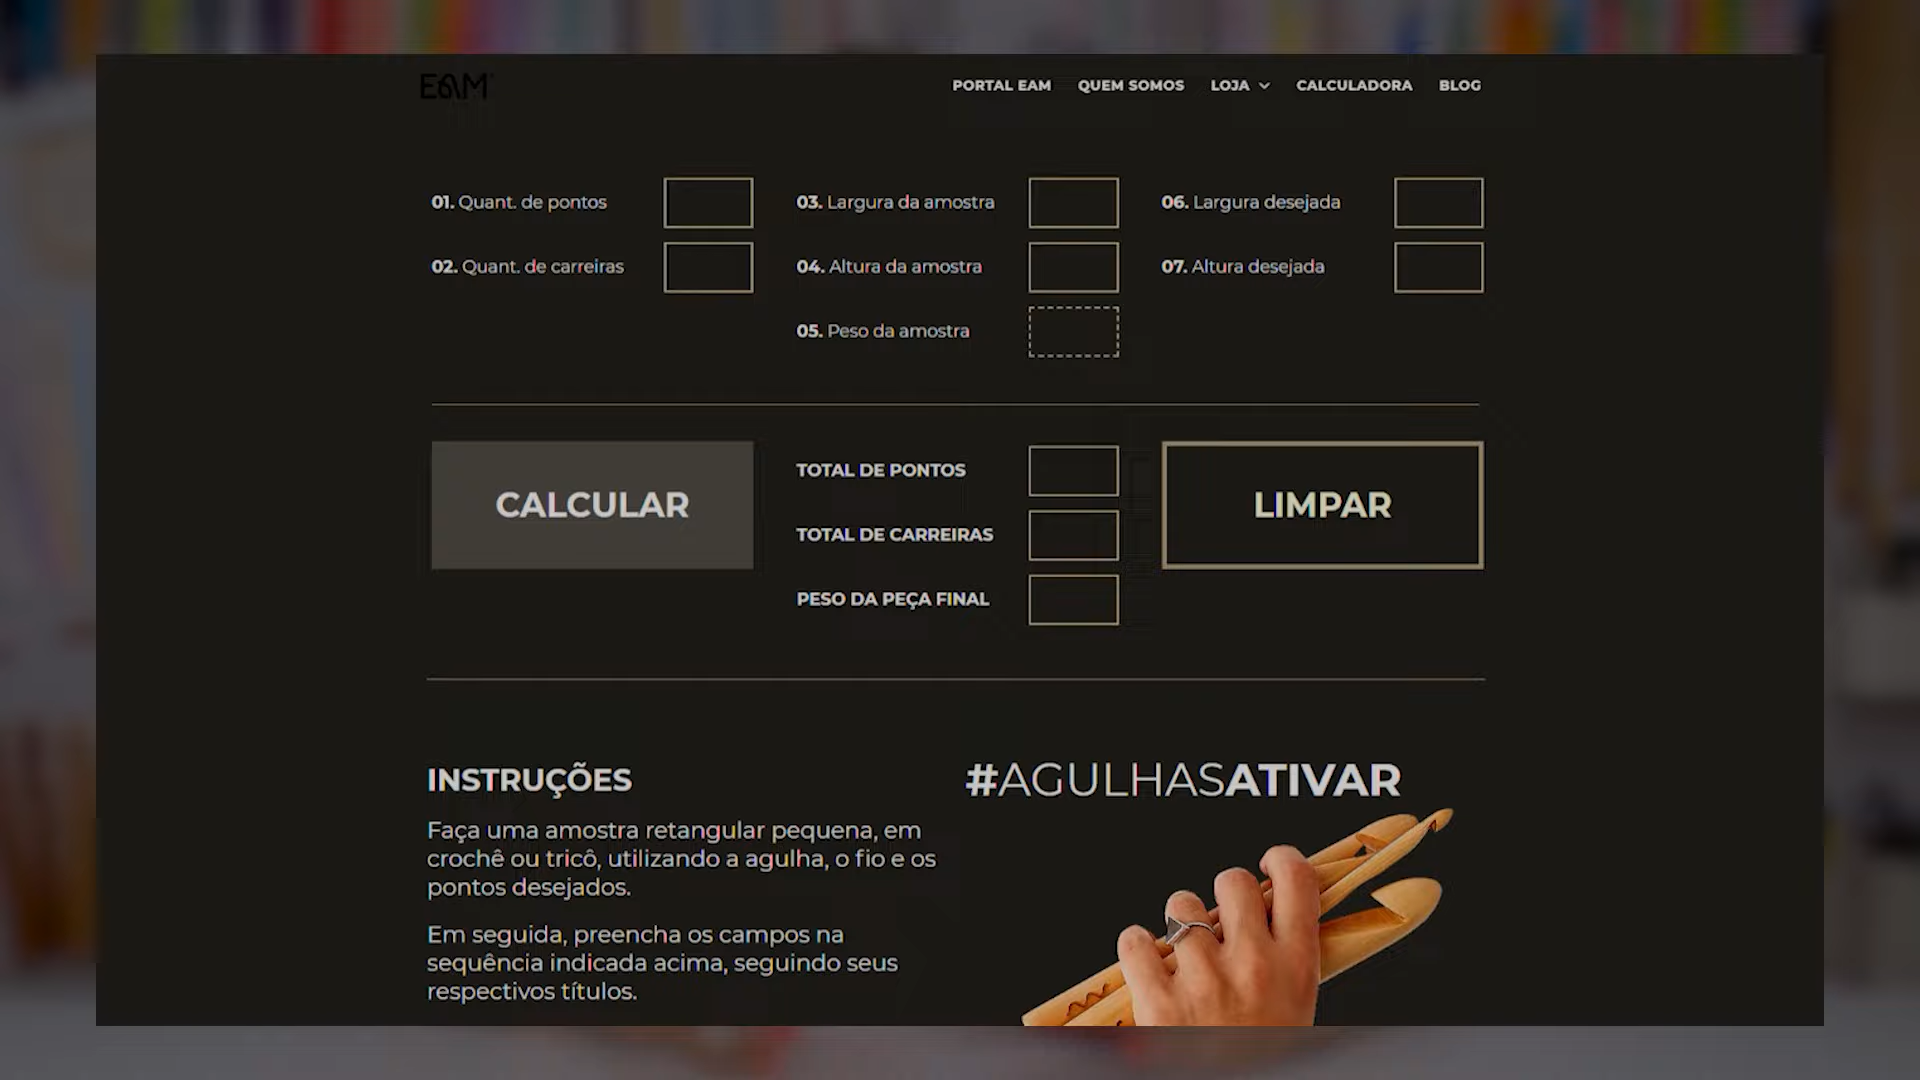 EAM
PORTAL EAM QUEM SOMOS LOJA CALCULADORA BLOG
01. Quant. de pontos
02. Quant. de carreiras
03. Largura da amostra
04. Altura da amostra
05. Peso da amostra
06. Largura desejada
07. Altura desejada
CALCULAR
TOTAL DE PONTOS
TOTAL DE CARREIRAS
PESO DA PEÇA FINAL
LIMPAR
INSTRUÇÕES
Faça uma amostra retangular pequena, em
crochê ou tricô, utilizando a agulha, o fio e os
pontos desejados.
Em seguida, preencha os campos na
sequência indicada acima, seguindo seus
respectivos títulos.
#AGULHASATIVAR